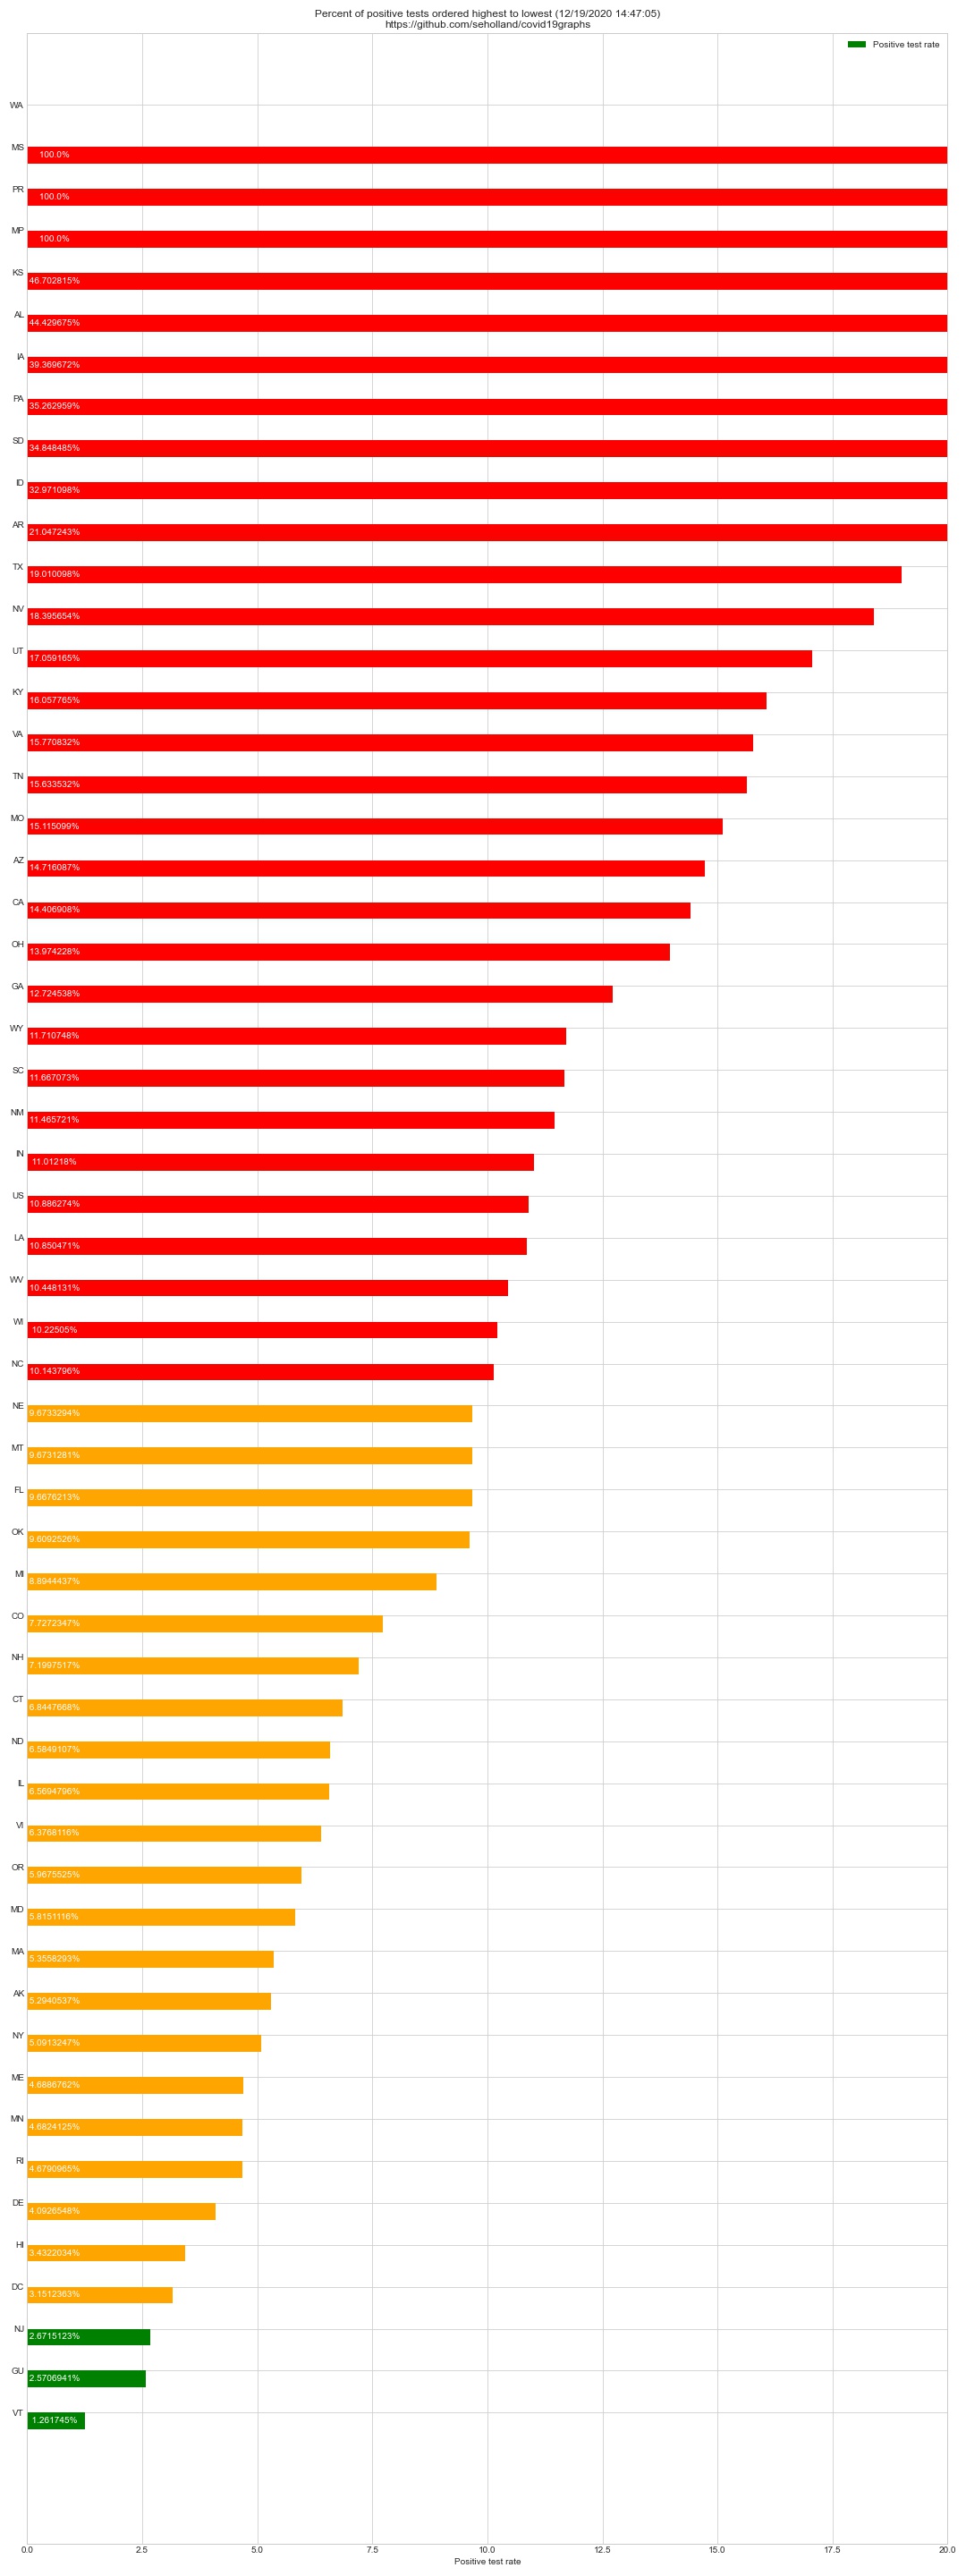 Percent of positive tests ordered highest to lowest (12/19/2020 14:47:05)
https://github.com/seholland/covid19graphs
Positive test rate
WA
MS 100.0%
PR 100.0%
MP 100.0%
KS 46.702815%
AL 44.429675%
IA 39.369672%
PA 35.262959%
SD 34.848485%
ID 32.971098%
AR 21.047243%
TX 19.010098%
NV 18.395654%
UT 17.059165%
KY 16.057765%
VA 15.770832%
TN 15.633532%
MO 15.115099%
AZ 14.716087%
CA 14.406908%
OH 13.974228%
GA 12.724538%
WY 11.710748%
SC 11.667073%
NM 11.465721%
IN 11.01218%
US 10.886274%
LA 10.850471%
WV 10.448131%
WI 10.22505%
NC 10.143796%
NE 9.6733294%
MT 9.6731281%
FL 9.6676213%
OK 9.6092526%
MI 8.8944437%
CO 7.7272347%
NH 7.1997517%
CT 6.8447668%
ND 6.5849107%
IL 6.5694796%
VI 6.3768116%
OR 5.9675525%
MD 5.8151116%
MA 5.3558293%
AK 5.2940537%
NY 5.0913247%
ME 4.6886762%
MN 4.6824125%
RI 4.6790965%
DE 4.0926548%
HI 3.4322034%
DC 3.1512363%
NJ 2.6715123%
GU 2.5706941%
VT 1.261745%
0.0 2.5 5.0 7.5 10.0 12.5 15.0 17.5 20.0
Positive test rate